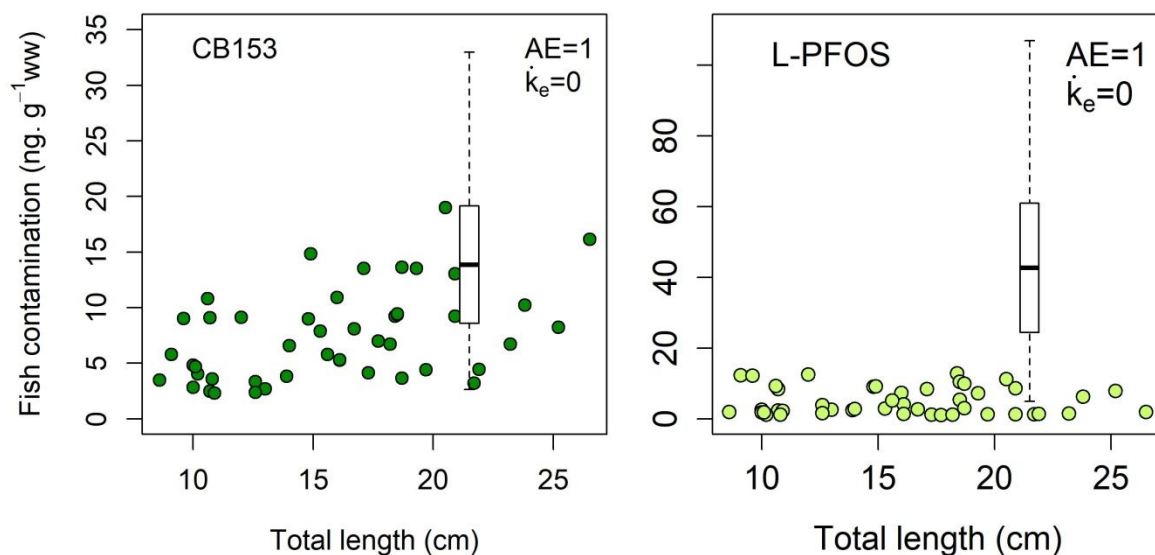 CB153
AE=1
k̇e=0
Fish contamination (ng. g⁻¹ww)
0 5 10 15 20 25 30 35
10 15 20 25
Total length (cm)
L-PFOS
AE=1
k̇e=0
0 20 40 60 80
10 15 20 25
Total length (cm)